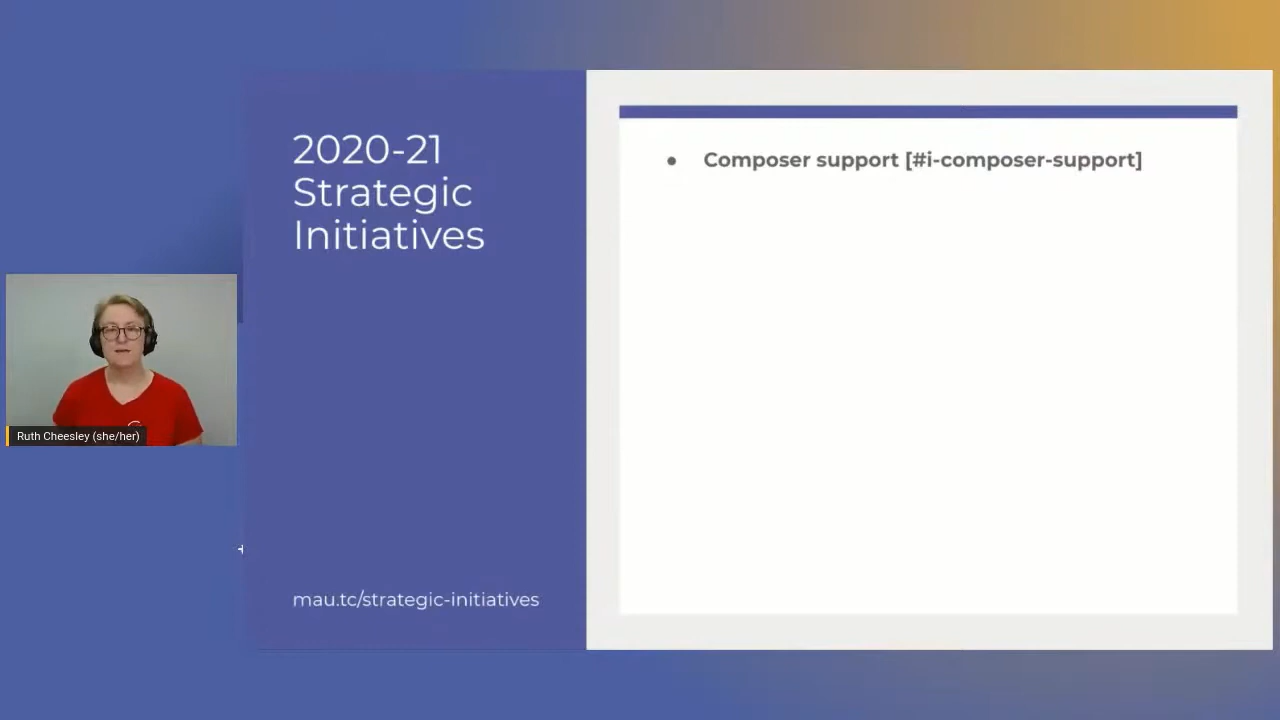 2020-21
Strategic
Initiatives
● Composer support [#i-composer-support]
Ruth Cheesley (she/her)
mau.tc/strategic-initiatives